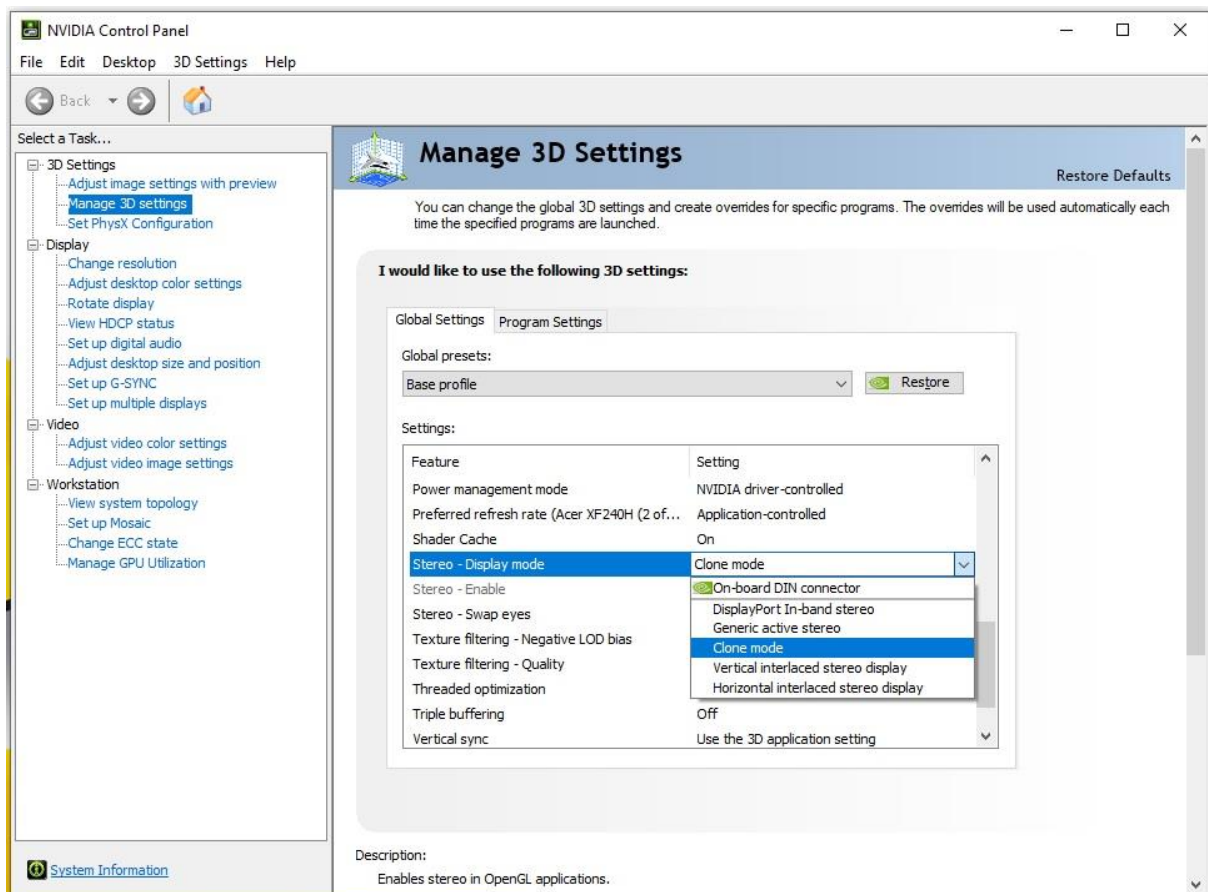 NVIDIA Control Panel
File Edit Desktop 3D Settings Help
Back
Select a Task...
3D Settings
Adjust image settings with preview
Manage 3D settings
Set PhysX Configuration
Display
Change resolution
Adjust desktop color settings
Rotate display
View HDCP status
Set up digital audio
Adjust desktop size and position
Set up G-SYNC
Set up multiple displays
Video
Adjust video color settings
Adjust video image settings
Workstation
View system topology
Set up Mosaic
Change ECC state
Manage GPU Utilization
System Information
Manage 3D Settings
Restore Defaults
You can change the global 3D settings and create overrides for specific programs. The overrides will be used automatically each
time the specified programs are launched.
I would like to use the following 3D settings:
Global Settings Program Settings
Global presets:
Base profile Restore
Settings:
Feature Setting
Power management mode NVIDIA driver-controlled
Preferred refresh rate (Acer XF240H (2 of... Application-controlled
Shader Cache On
Stereo - Display mode Clone mode
Stereo - Enable
Stereo - Swap eyes
Texture filtering - Negative LOD bias
Texture filtering - Quality
Threaded optimization
On-board DIN connector
DisplayPort In-band stereo
Generic active stereo
Clone mode
Vertical interlaced stereo display
Horizontal interlaced stereo display
Triple buffering Off
Vertical sync Use the 3D application setting
Description:
Enables stereo in OpenGL applications.